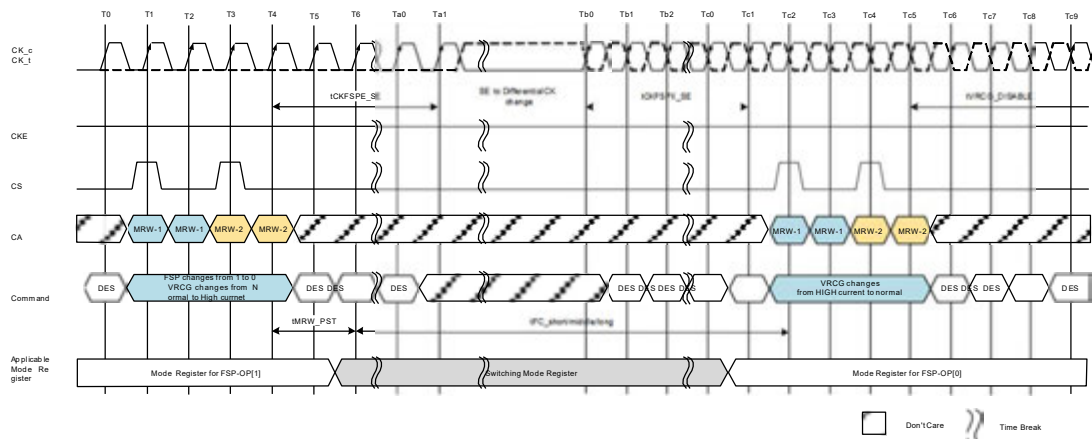 T0 T1 T2 T3 T4 T5 T6 Ta0 Ta1 Tb0 Tb1 Tb2 Tc0 Tc1 Tc2 Tc3 Tc4 Tc5 Tc6 Tc7 Tc8 Tc9
CK_c
CK_t
tCKFSPE_SE
SE to Differential CK
change
tVRCG_DISABLE
CKE
CS
CA
MRW-1 MRW-1 MRW-2 MRW-2 MRW-1 MRW-1 MRW-2 MRW-2
Command
DES
FSP changes from 1 to 0
VRCG changes from N
ormal to High currnet
DES DES DES DES DES DES
VRCG changes
from HIGH current to normal
DES DES DES
tMRW_PST
tFC_short/middle/long
Applicable
Mode Re
gister
Mode Register for FSP-OP[1]
Switching Mode Register
Mode Register for FSP-OP[0]
Don'tCare
Time Break